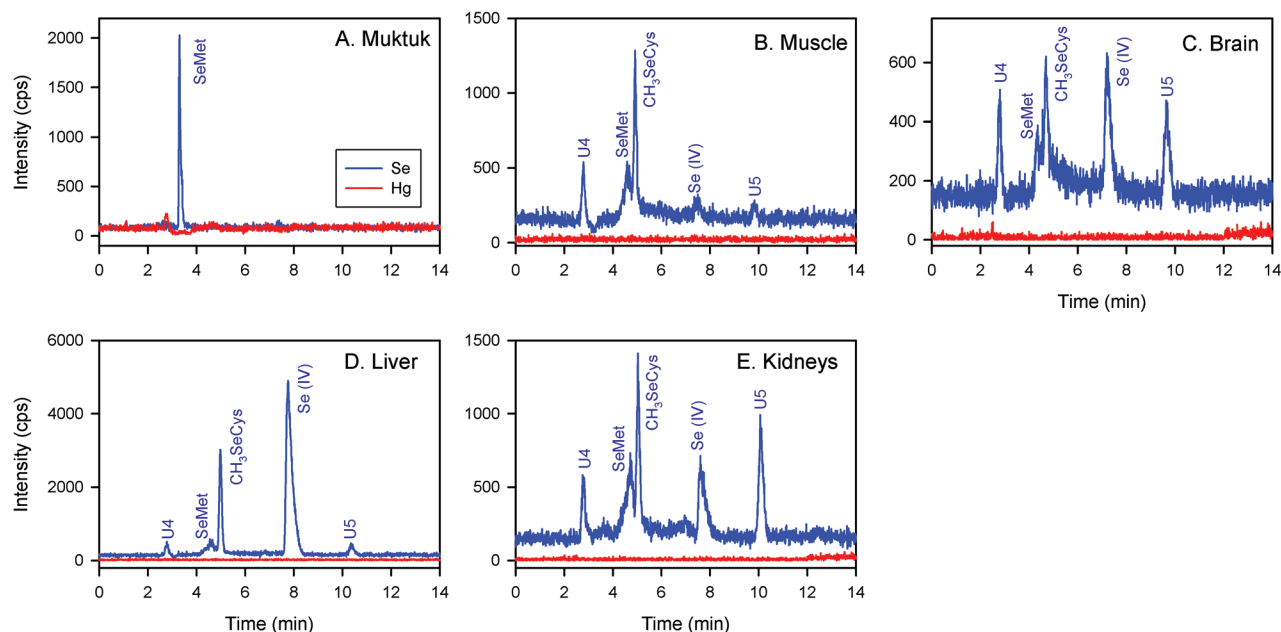 A. Muktuk
Intensity (cps)
2000
1500
1000
500
0
SeMet
Se
Hg
0 2 4 6 8 10 12 14
B. Muscle
1500
1000
500
0
U4
SeMet
CH₃SeCys
Se (IV)
U5
0 2 4 6 8 10 12 14
C. Brain
600
400
200
0
U4
SeMet
CH₃SeCys
Se (IV)
U5
0 2 4 6 8 10 12 14
Time (min)
D. Liver
Intensity (cps)
6000
4000
2000
0
U4
SeMet
CH₃SeCys
Se (IV)
U5
0 2 4 6 8 10 12 14
Time (min)
E. Kidneys
1500
1000
500
0
U4
SeMet
CH₃SeCys
Se (IV)
U5
0 2 4 6 8 10 12 14
Time (min)